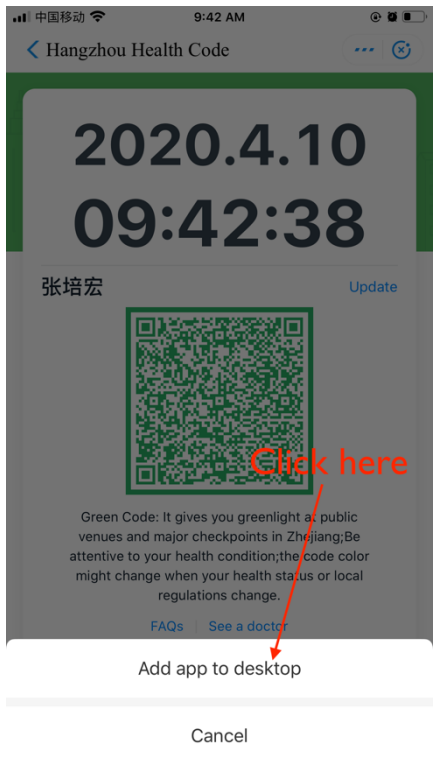 中国移动 9:42 AM
Hangzhou Health Code
2020.4.10
09:42:38
张培宏 Update
Click here
Green Code: It gives you greenlight at public
venues and major checkpoints in Zhejiang;Be
attentive to your health condition;the code color
might change when your health status or local
regulations change.
FAQs See a doctor
Add app to desktop
Cancel